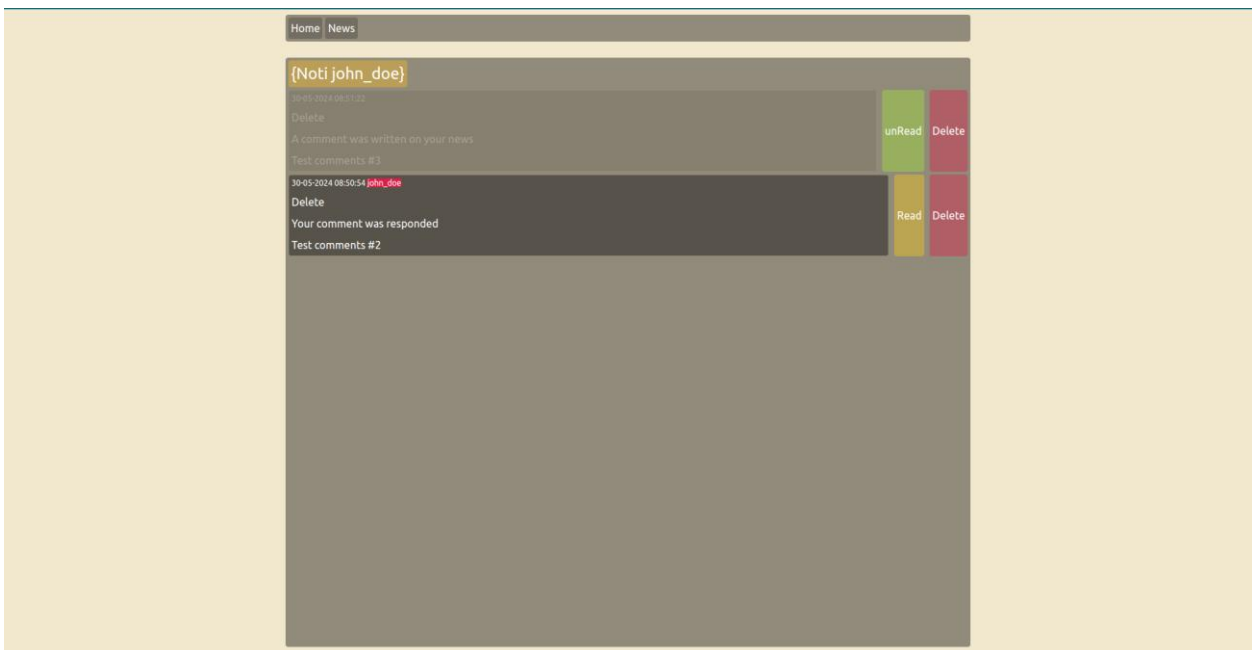 Home News
{Noti john_doe}
30-05-2024 08:51:22
Delete
A comment was written on your news
Test comments #3
unRead Delete
30-05-2024 08:50:54 john_doe
Delete
Your comment was responded
Test comments #2
Read Delete